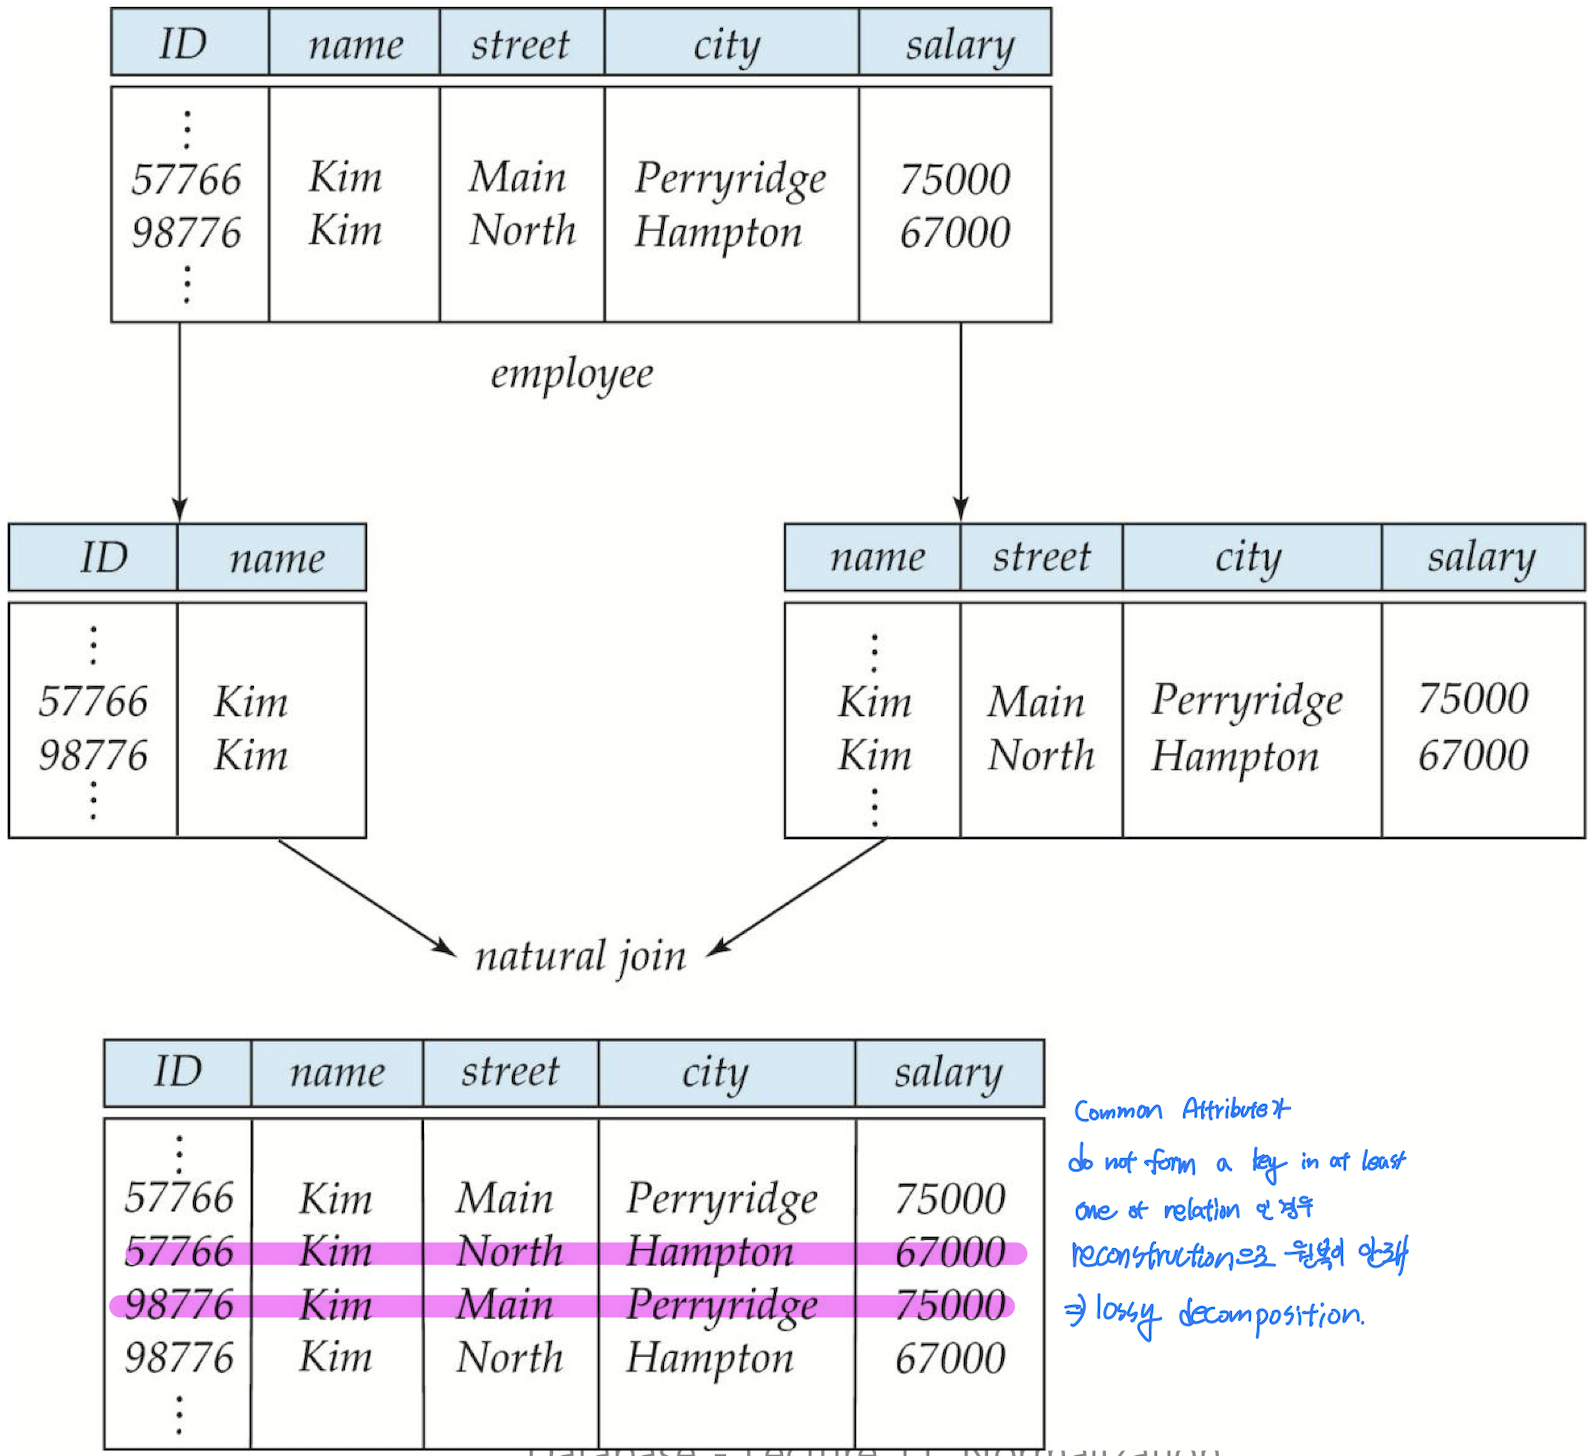 ID name street city salary
57766 Kim Main Perryridge 75000
98776 Kim North Hampton 67000
employee
ID name
57766 Kim
98776 Kim
name street city salary
Kim Main Perryridge 75000
Kim North Hampton 67000
natural join
ID name street city salary
57766 Kim Main Perryridge 75000
57766 Kim North Hampton 67000
98776 Kim Main Perryridge 75000
98776 Kim North Hampton 67000
Common Attribute가
do not form a key in at least
one of relation 인 경우
reconstruction으로 원복이 안돼
⇒ lossy decomposition.
Database - Lecture 11 Normalization